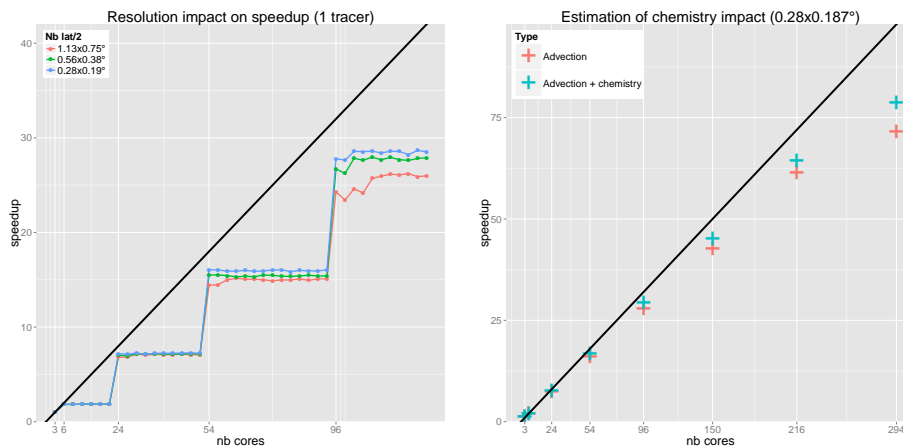 Resolution impact on speedup (1 tracer)
Nb lat/2
1.13x0.75°
0.56x0.38°
0.28x0.19°
speedup
40
30
20
10
0
3 6 24 54 96
nb cores
Estimation of chemistry impact (0.28x0.187°)
Type
Advection
Advection + chemistry
speedup
75
50
25
0
3 24 54 96 150 216 294
nb cores